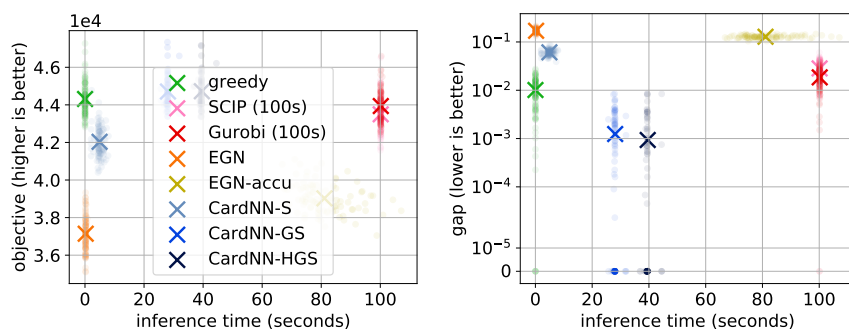 1e4
objective (higher is better)
4.6
4.4
4.2
4.0
3.8
3.6
0
20
40
60
80
100
inference time (seconds)
greedy
SCIP (100s)
Gurobi (100s)
EGN
EGN-accu
CardNN-S
CardNN-GS
CardNN-HGS
gap (lower is better)
10⁻¹
10⁻²
10⁻³
10⁻⁴
10⁻⁵
0
0
20
40
60
80
100
inference time (seconds)